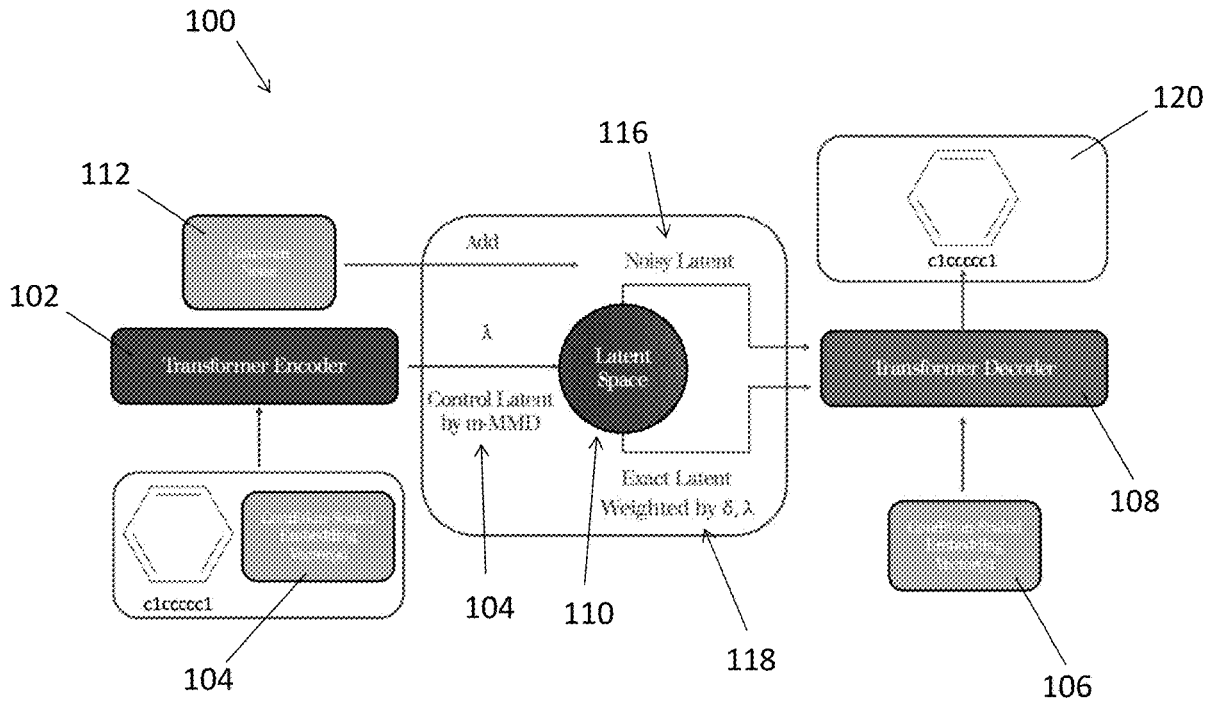 100
120
116
112
Add
Noisy Latent
c1ccccc1
102
λ
Transformer Encoder
Latent
Space
Transformer Decoder
Control Latent
by m-MMD
Exact Latent
Weighted by δ, λ
108
c1ccccc1
104
110
118
104
106